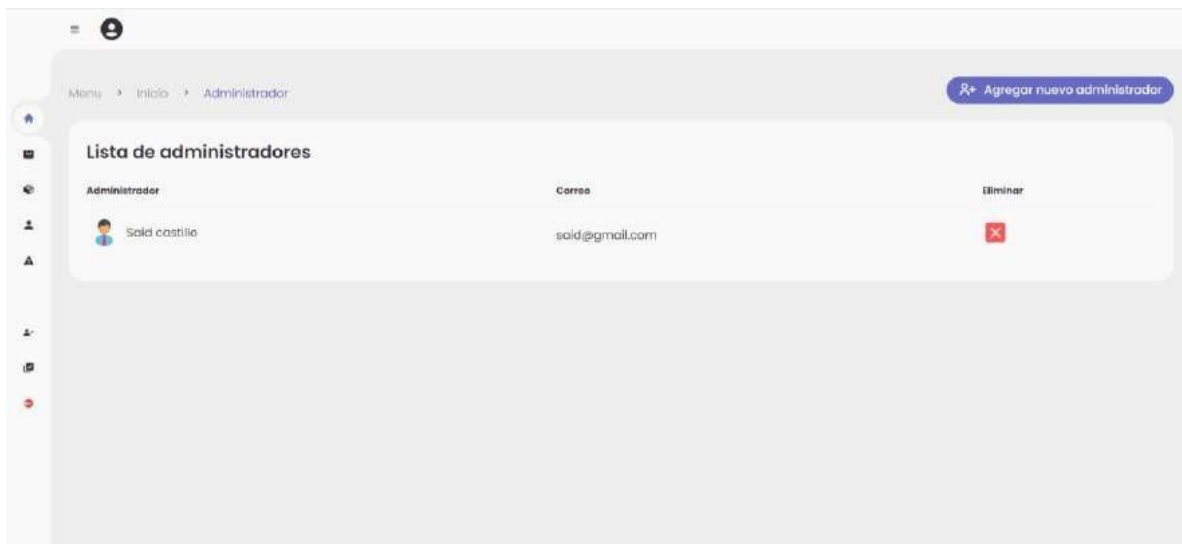 Menu › Inicio › Administrador
Agregar nuevo administrador
Lista de administradores
Administrador Correo Eliminar
Said castillo said@gmail.com